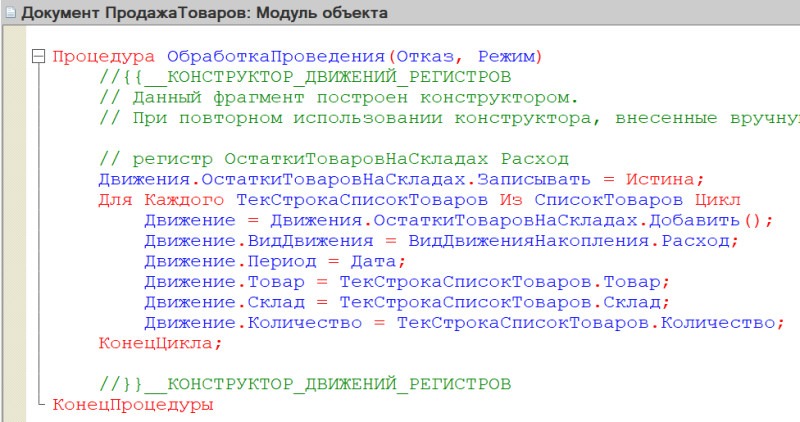 Документ ПродажаТоваров: Модуль объекта
Процедура ОбработкаПроведения(Отказ, Режим)
//{{__КОНСТРУКТОР_ДВИЖЕНИЙ_РЕГИСТРОВ
// Данный фрагмент построен конструктором.
// При повторном использовании конструктора, внесенные вручну
// регистр ОстаткиТоваровНаСкладах Расход
Движения.ОстаткиТоваровНаСкладах.Записывать = Истина;
Для Каждого ТекСтрокаСписокТоваров Из СписокТоваров Цикл
Движение = Движения.ОстаткиТоваровНаСкладах.Добавить();
Движение.ВидДвижения = ВидДвиженияНакопления.Расход;
Движение.Период = Дата;
Движение.Товар = ТекСтрокаСписокТоваров.Товар;
Движение.Склад = ТекСтрокаСписокТоваров.Склад;
Движение.Количество = ТекСтрокаСписокТоваров.Количество;
КонецЦикла;
//}}__КОНСТРУКТОР_ДВИЖЕНИЙ_РЕГИСТРОВ
КонецПроцедуры